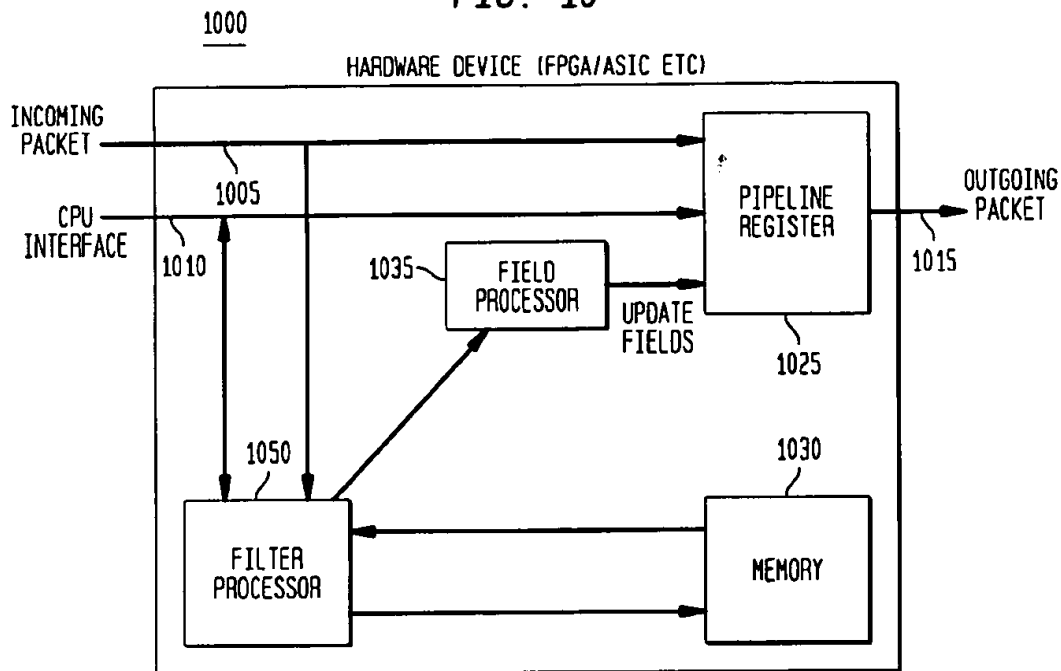 1000
HARDWARE DEVICE (FPGA/ASIC ETC)
INCOMING
PACKET
1005
CPU
INTERFACE
1010
PIPELINE
REGISTER
1025
OUTGOING
PACKET
1015
1035
FIELD
PROCESSOR
UPDATE
FIELDS
1050
FILTER
PROCESSOR
1030
MEMORY